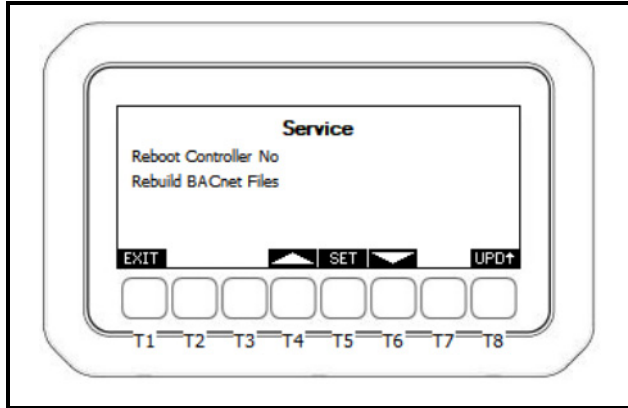 Service
Reboot Controller No
Rebuild BACnet Files
EXIT SET UPD↑
T1 T2 T3 T4 T5 T6 T7 T8